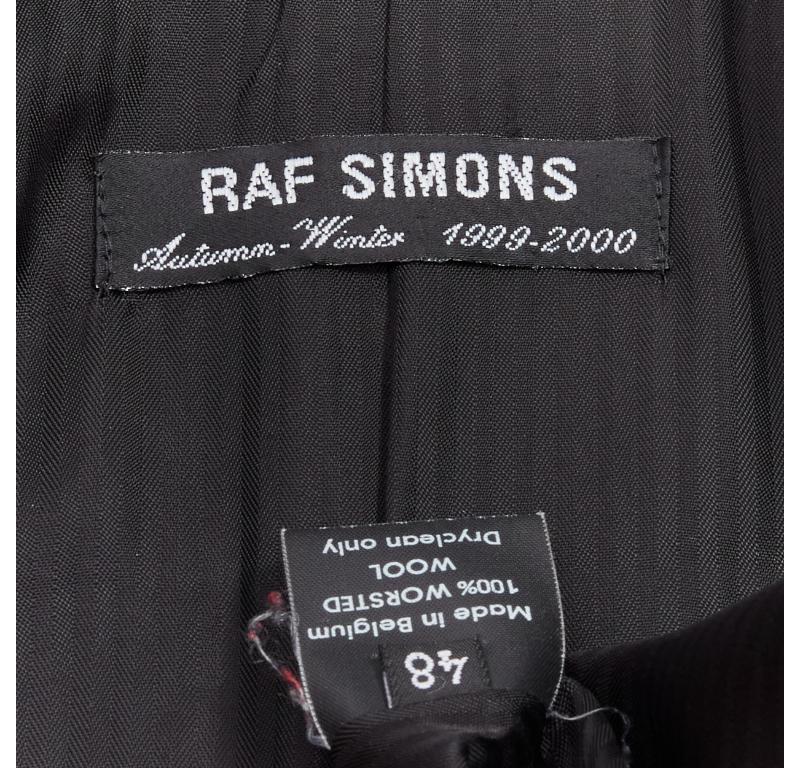 RAF SIMONS
Autumn-Winter 1999-2000
48
Made in Belgium
100% WORSTED
WOOL
Dryclean only